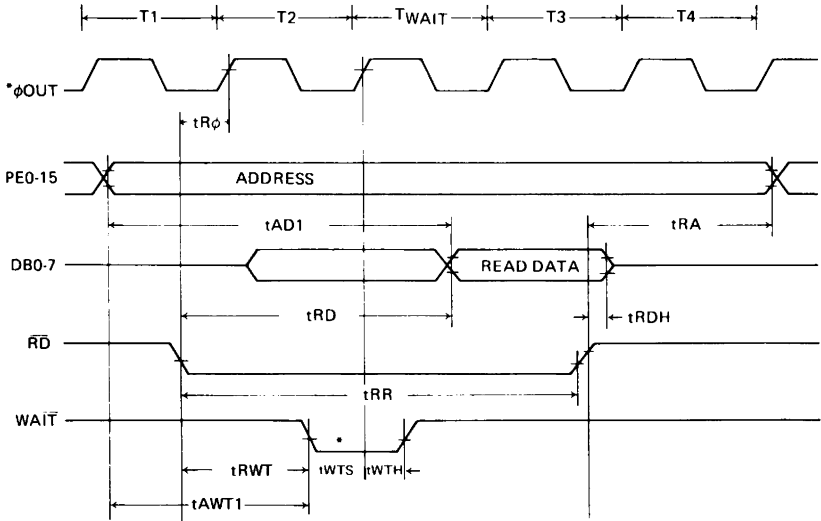 T1 T2 TWAIT T3 T4
*φOUT
tRφ
PE0-15 ADDRESS
tAD1 tRA
DB0-7 READ DATA
tRD tRDH
RD
tRR
WAIT
tRWT tWTS tWTH
tAWT1